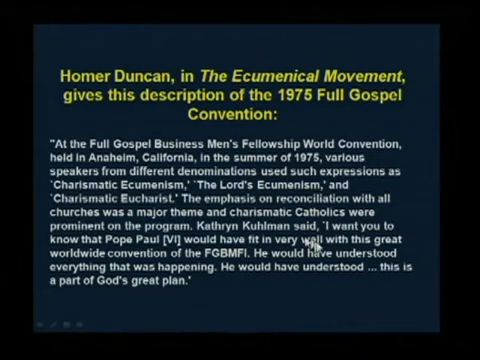 Homer Duncan, in The Ecumenical Movement,
gives this description of the 1975 Full Gospel
Convention:
"At the Full Gospel Business Men's Fellowship World Convention,
held in Anaheim, California, in the summer of 1975, various
speakers from different denominations used such expressions as
`Charismatic Ecumenism,' `The Lord's Ecumenism,' and
`Charismatic Eucharist.' The emphasis on reconciliation with all
churches was a major theme and charismatic Catholics were
prominent on the program. Kathryn Kuhlman said, `I want you to
know that Pope Paul [VI] would have fit in very well with this great
worldwide convention of the FGBMFI. He would have understood
everything that was happening. He would have understood ... this is
a part of God's great plan.'